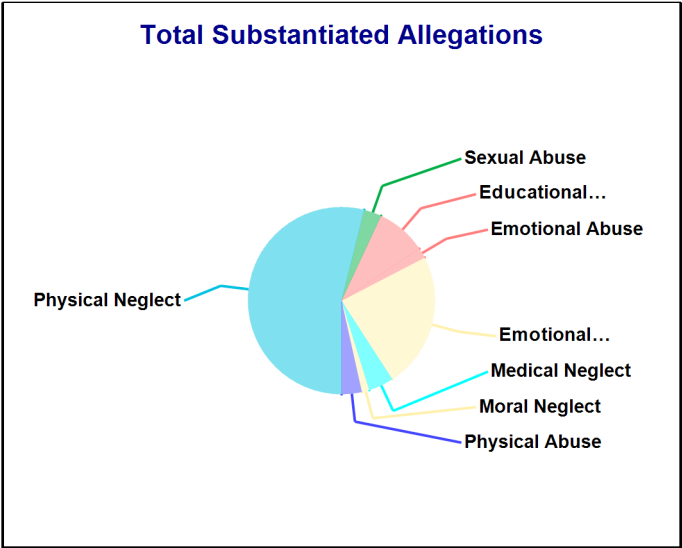 Total Substantiated Allegations
Sexual Abuse
Educational…
Emotional Abuse
Physical Neglect
Emotional…
Medical Neglect
Moral Neglect
Physical Abuse